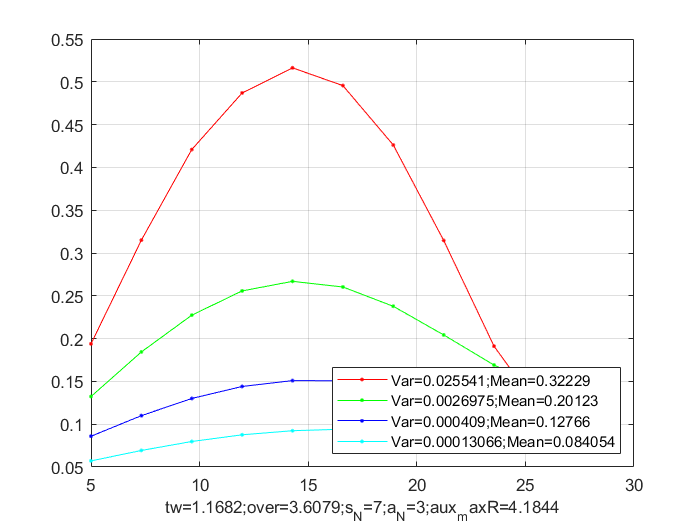 0.55
0.5
0.45
0.4
0.35
0.3
0.25
0.2
0.15
0.1
0.05
Var=0.025541;Mean=0.32229
Var=0.0026975;Mean=0.20123
Var=0.000409;Mean=0.12766
Var=0.00013066;Mean=0.084054
5 10 15 20 25 30
tw=1.1682;over=3.6079;s_N=7;a_N=3;aux_maxR=4.1844